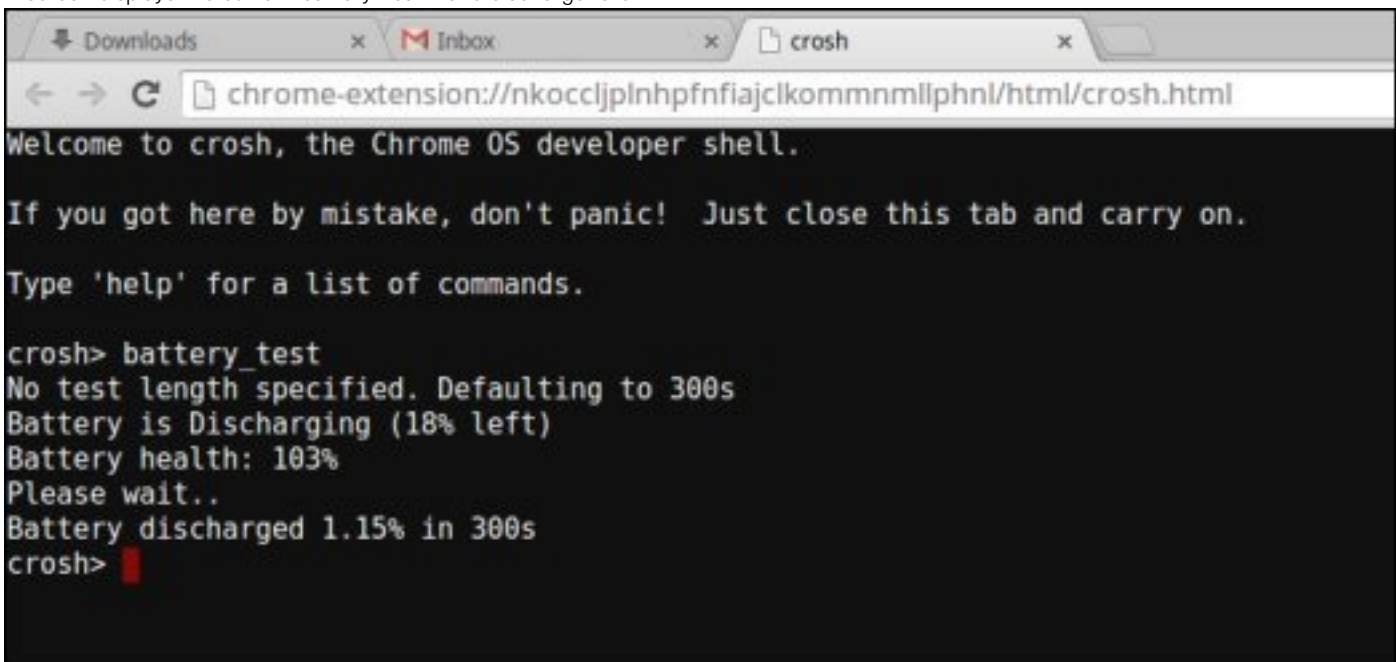 Downloads
Inbox
crosh
chrome-extension://nkoccljplnhpfnfiajclkommnmllphnl/html/crosh.html
Welcome to crosh, the Chrome OS developer shell.
If you got here by mistake, don't panic!  Just close this tab and carry on.
Type 'help' for a list of commands.
crosh> battery_test
No test length specified. Defaulting to 300s
Battery is Discharging (18% left)
Battery health: 103%
Please wait..
Battery discharged 1.15% in 300s
crosh>